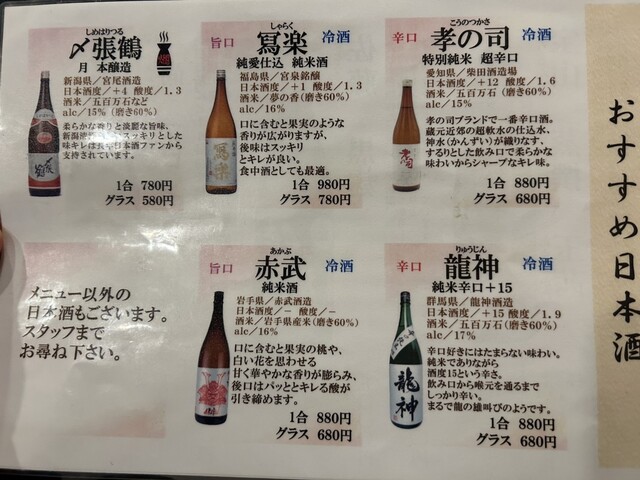 おすすめ日本酒
しめはりつる
〆張鶴
月 本醸造
新潟県／宮尾酒造
日本酒度／+4 酸度／1.3
酒米／五百万石など
alc／15%（磨き60%）
柔らかな香りと淡麗な旨味、
味わいは長年日本酒ファンから
支持されています。
1合 780円
グラス 580円
しゃらく
旨口 冩楽 冷酒
純愛仕込 純米酒
福島県／宮泉銘醸
日本酒度／+1 酸度／1.3
酒米／夢の香（磨き60%）
alc／16%
口に含むと果実のような
香りが広がりますが、
後味はスッキリ
とキレが良い。
食中酒としても最適。
1合 980円
グラス 780円
こうのつかさ
辛口 孝の司 冷酒
特別純米 超辛口
愛知県／柴田酒造場
日本酒度／+12 酸度／1.6
酒米／五百万石（磨き60%）
alc／15%
孝の司ブランドで一番辛口酒。
蔵元近郊の超軟水の仕込水、
神水（かんずい）が織りなす、
するりとした飲み口で柔らかな
味わいからシャープなキレ味。
1合 880円
グラス 680円
メニュー以外の
日本酒もございます。
スタッフまで
お尋ね下さい。
あかぶ
旨口 赤武 冷酒
純米酒
岩手県／赤武酒造
日本酒度／− 酸度／−
酒米／岩手県産米（磨き60%）
alc／16%
口に含むと果実の桃や、
白い花を思わせる
甘く華やかな香りが膨らみ、
後口はパッととキレる酸が
引き締めます。
1合 880円
グラス 680円
りゅうじん
辛口 龍神 冷酒
純米辛口+15
群馬県／龍神酒造
日本酒度／+15 酸度／1.9
酒米／五百万石（磨き60%）
alc／17%
辛口好きにはたまらない味わい。
純米でありながら
酒度15という辛さ。
飲み口から喉元を通るまで
しっかり辛い。
まるで龍の雄叫びのようです。
1合 880円
グラス 680円
冩楽
孝の司
龍神